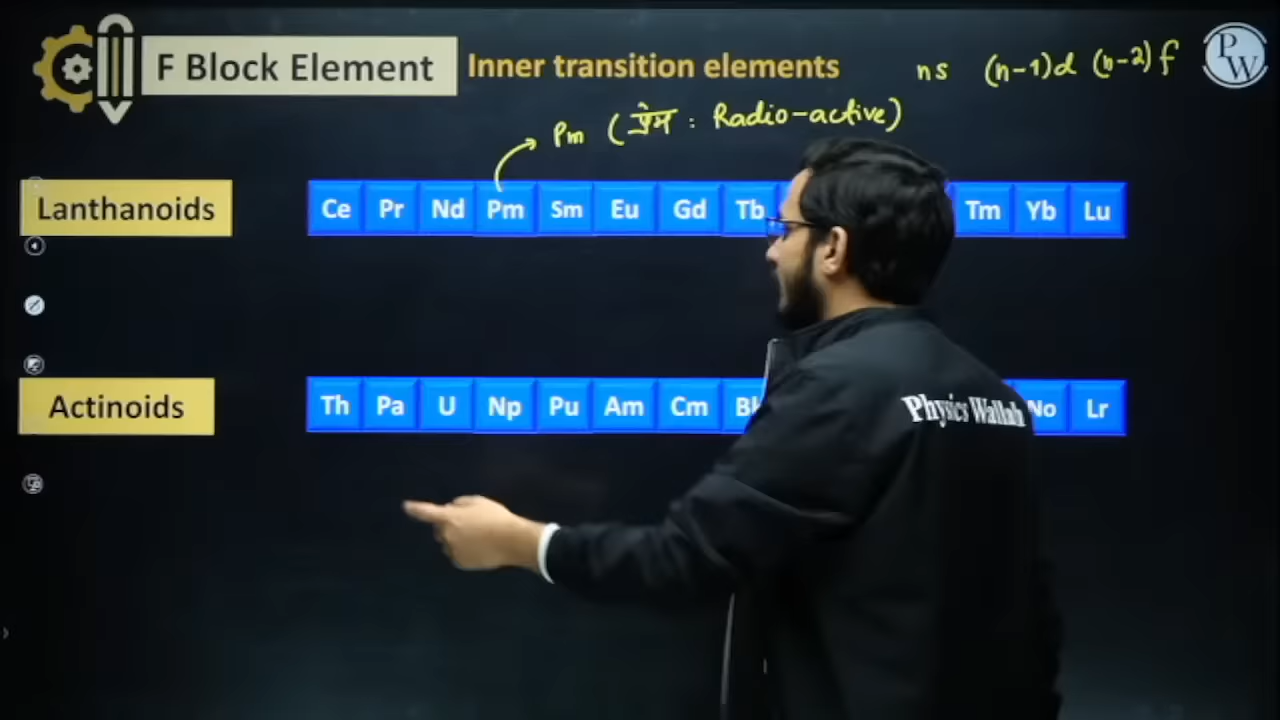 F Block Element Inner transition elements ns (n-1)d (n-2)f
PW
Pm (प्रेम : Radio-active)
Lanthanoids Ce Pr Nd Pm Sm Eu Gd Tb Tm Yb Lu
Actinoids Th Pa U Np Pu Am Cm No Lr
Physics Wallah